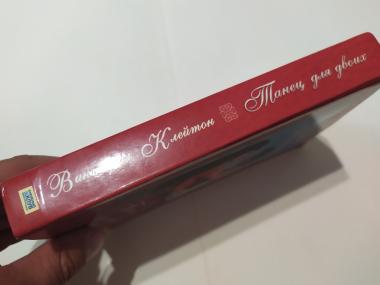 Клейтон Танец для двоих